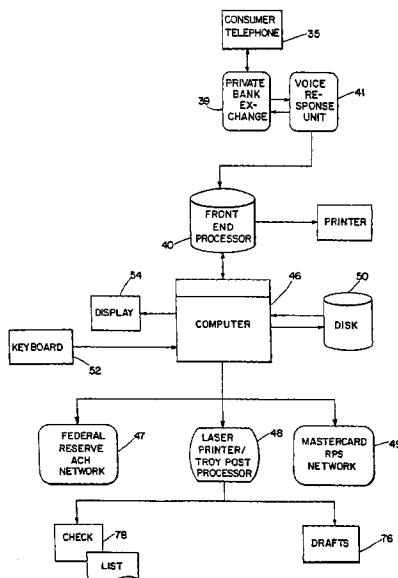 CONSUMER
TELEPHONE
35
PRIVATE
BANK
EX-
CHANGE
39
VOICE
RE-
SPONSE
UNIT
41
FRONT
END
PROCESSOR
40
PRINTER
54
DISPLAY
46
COMPUTER
50
DISK
KEYBOARD
52
FEDERAL
RESERVE
ACH
NETWORK
47
LASER
PRINTER/
TROY POST
PROCESSOR
48
MASTERCARD
RPS
NETWORK
49
CHECK
78
LIST
DRAFTS
76